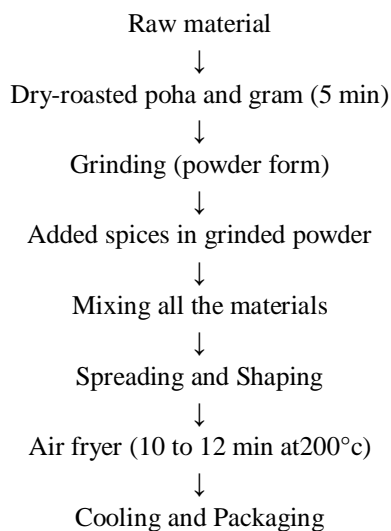 Raw material
↓
Dry-roasted poha and gram (5 min)
↓
Grinding (powder form)
↓
Added spices in grinded powder
↓
Mixing all the materials
↓
Spreading and Shaping
↓
Air fryer (10 to 12 min at200°c)
↓
Cooling and Packaging